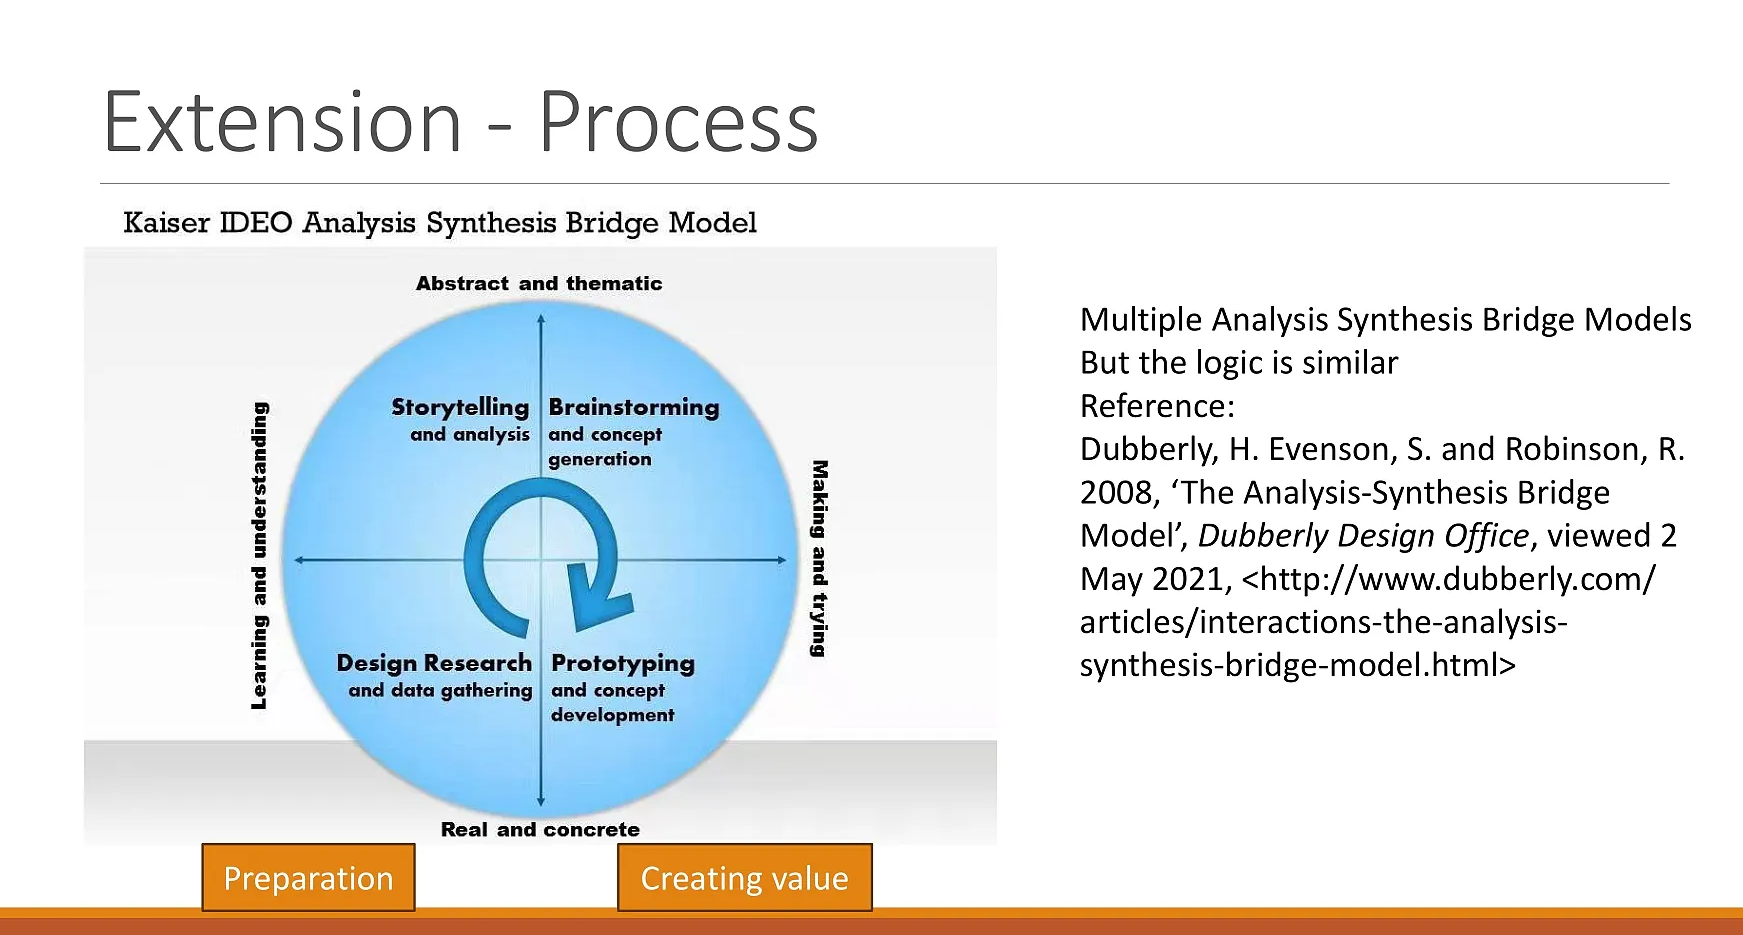 Extension - Process
Kaiser IDEO Analysis Synthesis Bridge Model
Abstract and thematic
Storytelling
and analysis
Brainstorming
and concept
generation
Learning and understanding
Making and trying
Design Research
and data gathering
Prototyping
and concept
development
Real and concrete
Preparation
Creating value
Multiple Analysis Synthesis Bridge Models
But the logic is similar
Reference:
Dubberly, H. Evenson, S. and Robinson, R.
2008, ‘The Analysis-Synthesis Bridge
Model’, Dubberly Design Office, viewed 2
May 2021, <http://www.dubberly.com/
articles/interactions-the-analysis-
synthesis-bridge-model.html>